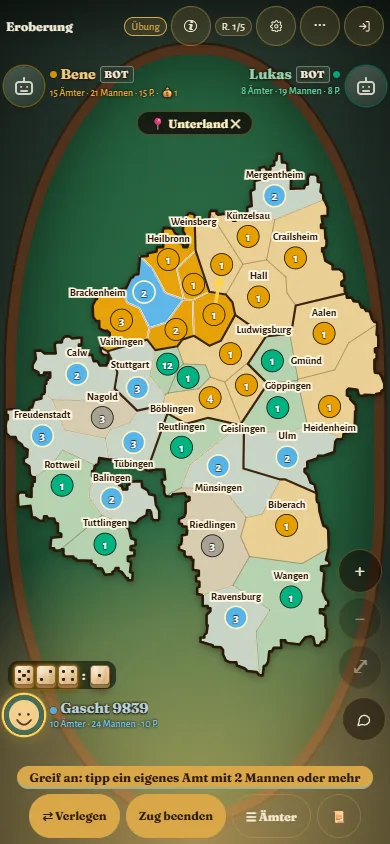 Eroberung
Übung
R. 1/5
Bene BOT
15 Ämter · 21 Mannen · 15 P. · 💰1
Lukas BOT
8 Ämter · 19 Mannen · 8 P.
📍 Unterland ✕
Mergentheim
2
Weinsberg
Künzelsau
1
Heilbronn
Crailsheim
1
1
1
Hall
1
Brackenheim
2
1
1
Aalen
1
3
2
Ludwigsburg
Vaihingen
Calw
Stuttgart
12
1
1
Gmünd
2
3
1
1
Göppingen
Nagold
3
4
1
1
Böblingen
Freudenstadt
Reutlingen
Geislingen
Heidenheim
3
3
1
Ulm
2
Rottweil
Tübingen
2
1
Balingen
2
Münsingen
Biberach
1
Tuttlingen
1
Riedlingen
3
Wangen
1
Ravensburg
3
+
−
:
Gascht 9839
10 Ämter · 24 Mannen · 10 P.
Greif an: tipp ein eigenes Amt mit 2 Mannen oder mehr
⇄ Verlegen
Zug beenden
☰ Ämter